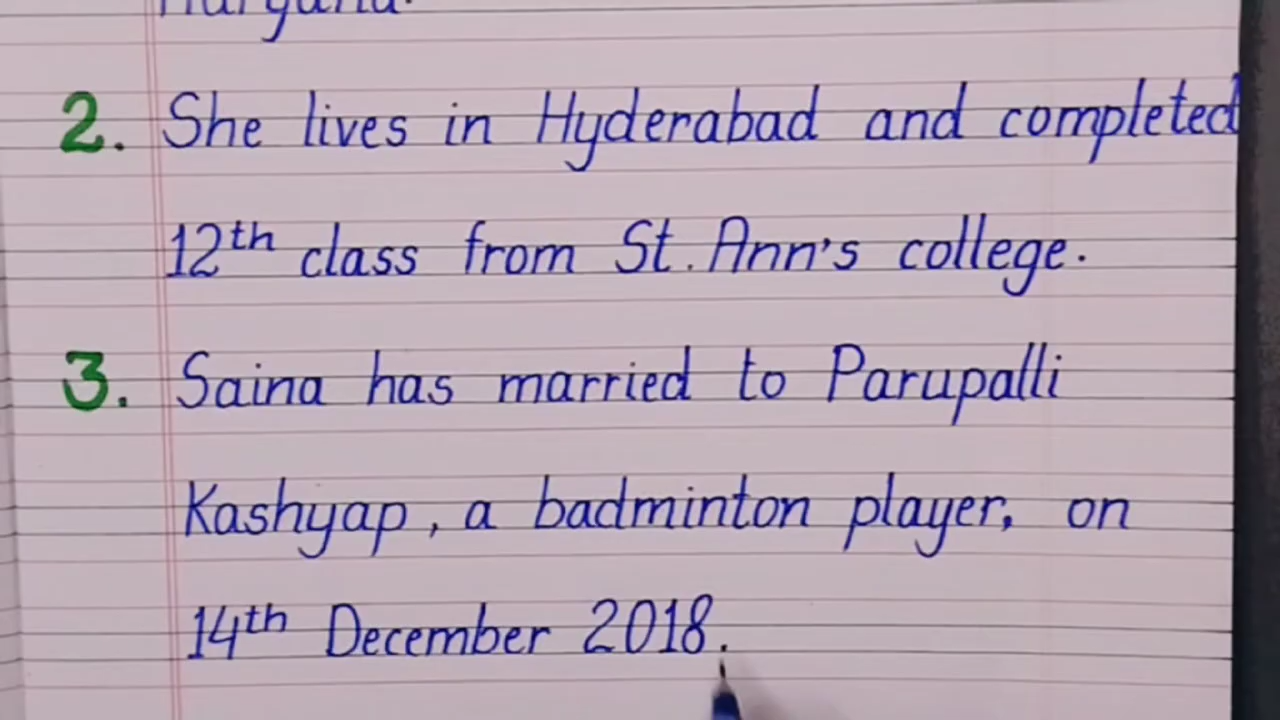 Haryana.
2. She lives in Hyderabad and completed
12th class from St. Ann's college.
3. Saina has married to Parupalli
Kashyap, a badminton player, on
14th December 2018.